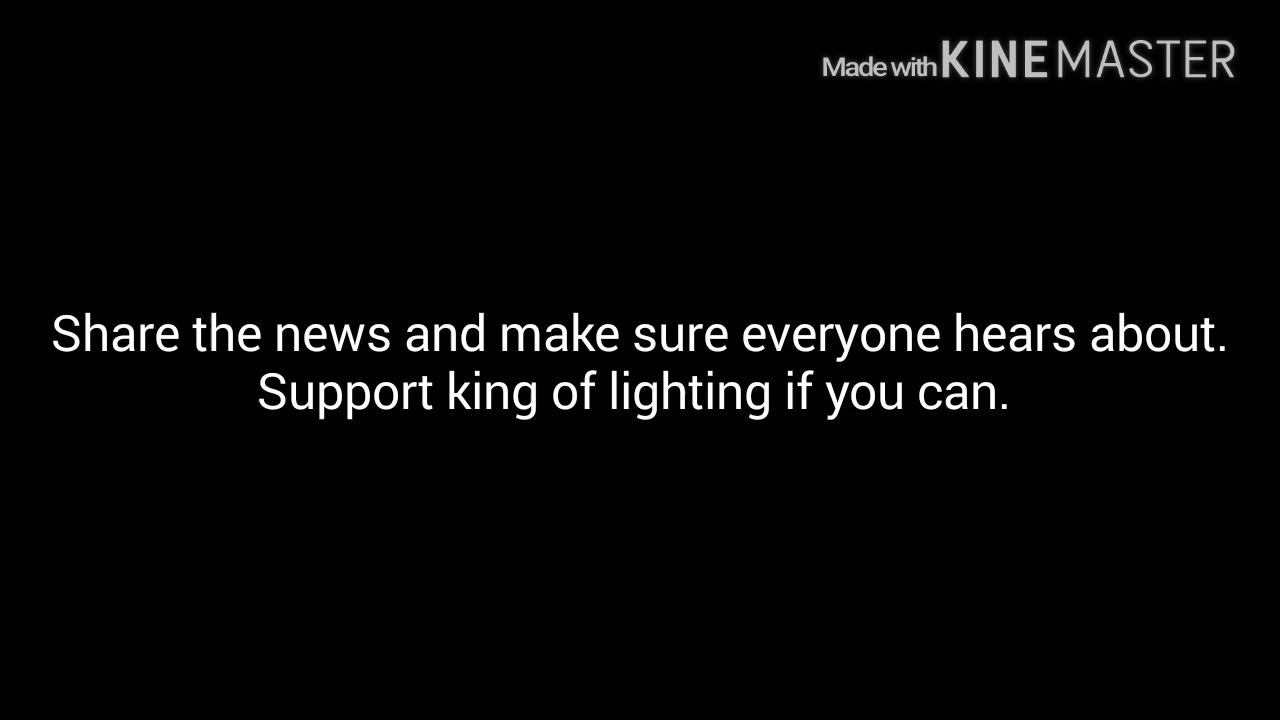 Made with KINEMASTER
Share the news and make sure everyone hears about.
Support king of lighting if you can.